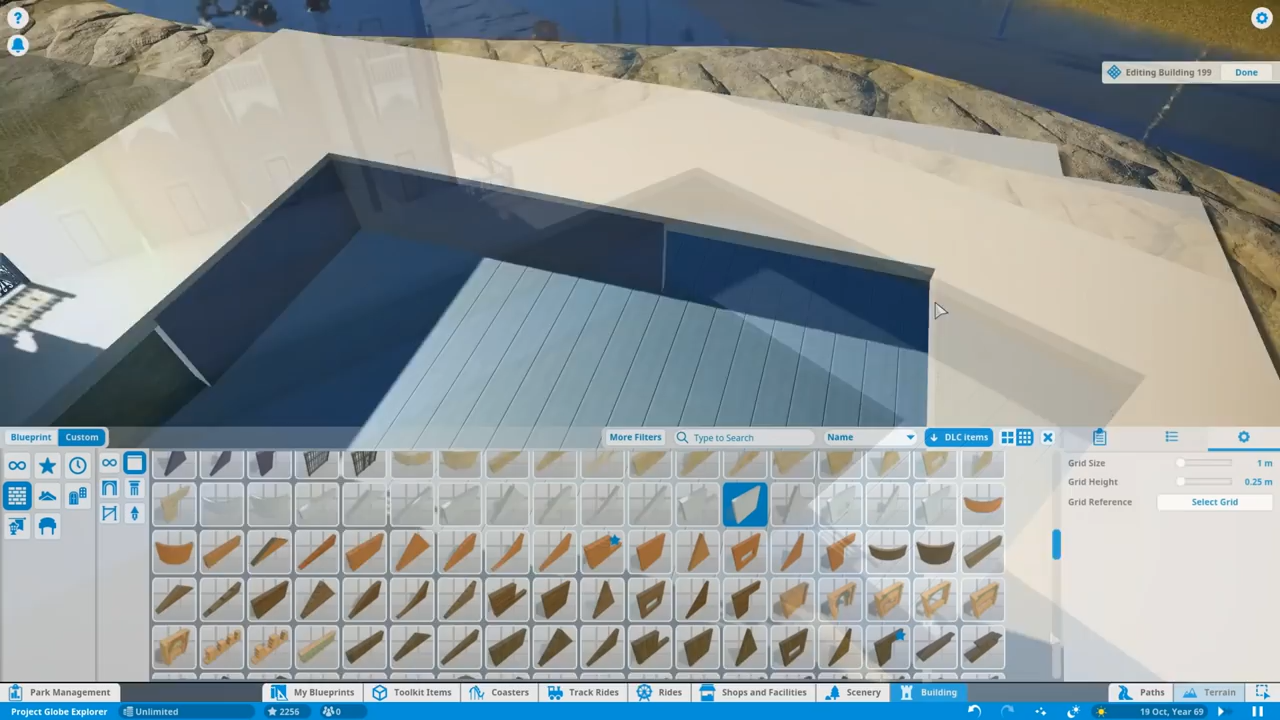 ?
Editing Building 199 Done
Blueprint Custom More Filters Type to Search Name DLC items
Grid Size 1 m
Grid Height 0.25 m
Grid Reference Select Grid
Park Management My Blueprints Toolkit Items Coasters Track Rides Rides Shops and Facilities Scenery Building Paths Terrain
Project Globe Explorer Unlimited 2256 0 19 Oct, Year 69